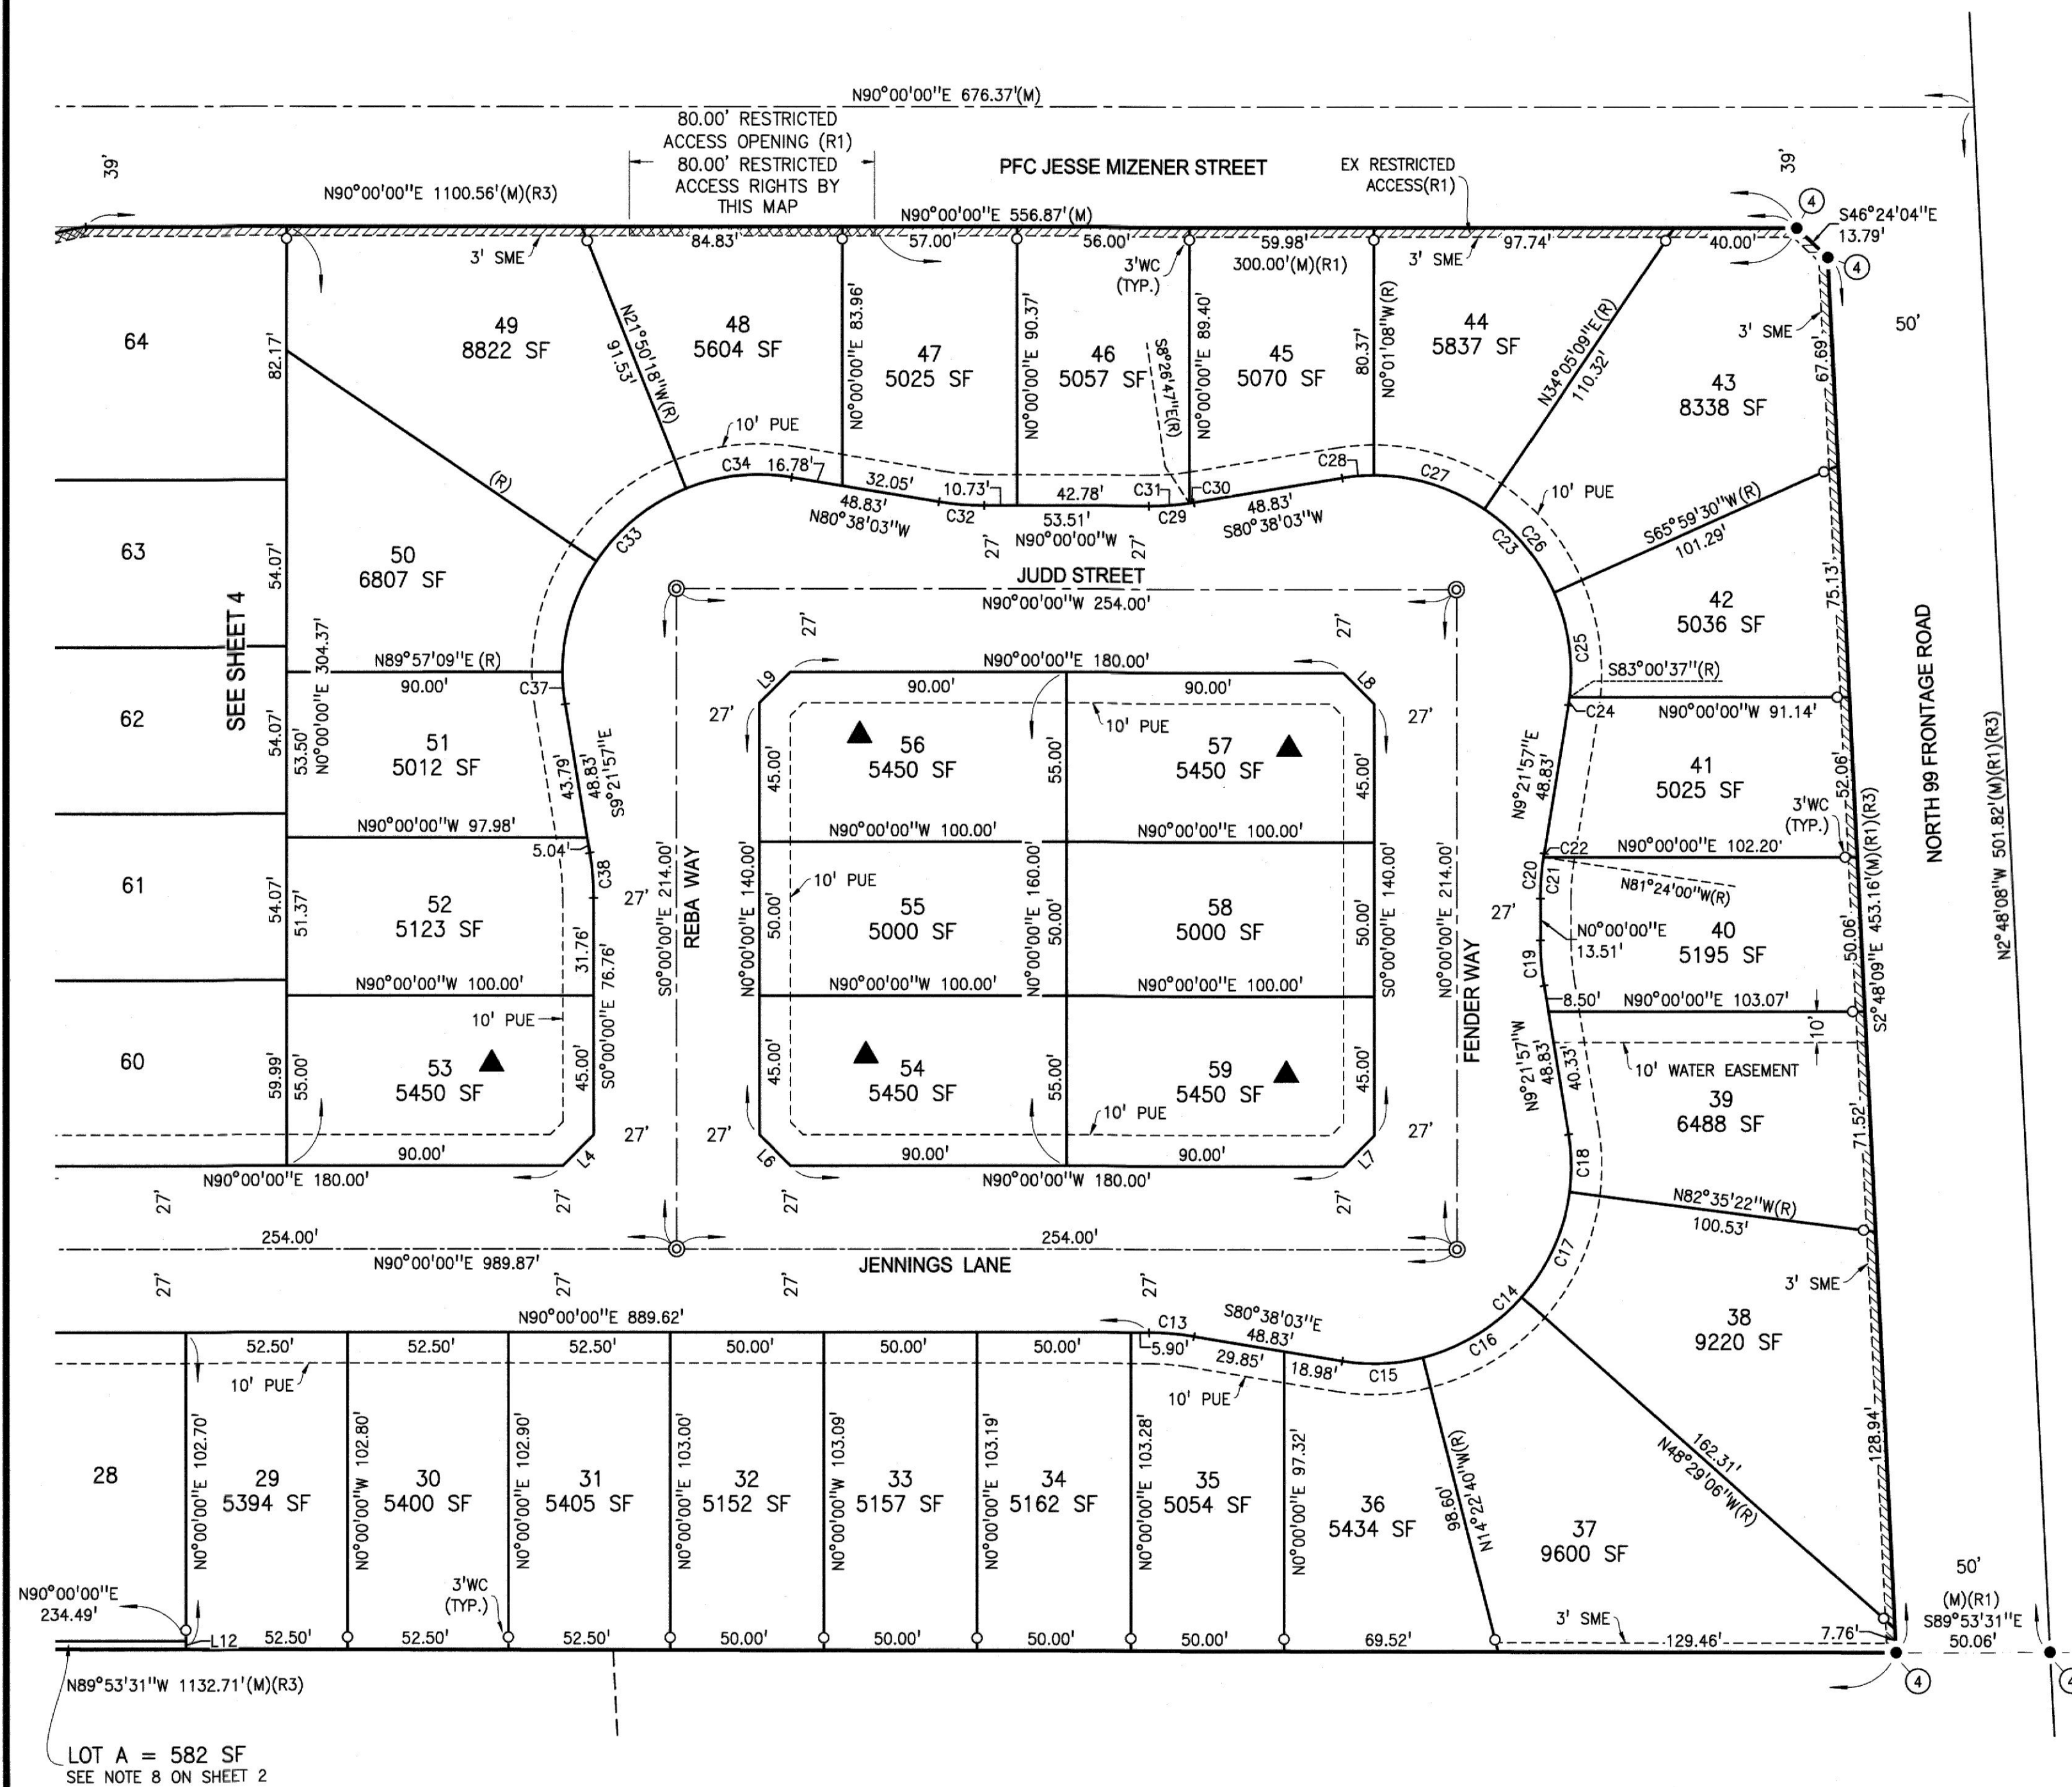 N90°00'00"E 676.37'(M)
80.00' RESTRICTED
ACCESS OPENING (R1)
80.00' RESTRICTED
ACCESS RIGHTS BY
THIS MAP
39'
N90°00'00"E 1100.56'(M)(R3)
PFC JESSE MIZENER STREET
EX RESTRICTED
ACCESS(R1)
39'
4
S46°24'04"E
13.79'
4
N90°00'00"E 556.87'(M)
84.83'
57.00'
56.00'
59.98'
97.74'
40.00'
3' SME
3'WC
(TYP.)
300.00'(M)(R1)
3' SME
3' SME
50'
64
82.17'
49
8822 SF
N21°50'18"W(R)
91.53'
48
5604 SF
N0°00'00"E 83.96'
47
5025 SF
N0°00'00"E 90.37'
46
5057 SF
S8°26'47"E(R)
N0°00'00"E 89.40'
45
5070 SF
80.37'
N0°01'08"W(R)
44
5837 SF
N34°05'09"E(R)
110.32'
43
8338 SF
67.69'
10' PUE
(R)
C34
16.78'
32.05'
48.83'
N80°38'03"W
10.73'
C32
42.78'
53.51'
N90°00'00"W
C31
C30
C29
48.83'
S80°38'03"W
C28
C27
10' PUE
C26
C23
S65°59'30"W(R)
101.29'
C33
27'
27'
63
54.07'
50
6807 SF
JUDD STREET
N90°00'00"W 254.00'
75.13'
42
5036 SF
C25
SEE SHEET 4
N0°00'00"E 304.37'
N89°57'09"E (R)
90.00'
C37
27'
27'
N90°00'00"E 180.00'
L9
L8
90.00'
90.00'
S83°00'37"(R)
C24
N90°00'00"W 91.14'
NORTH 99 FRONTAGE ROAD
N2°48'08"W 501.82'(M)(R1)(R3)
62
54.07'
53.50'
51
5012 SF
43.79'
48.83'
S9°21'57"E
27'
10' PUE
27'
56
5450 SF
57
5450 SF
45.00'
55.00'
45.00'
N9°21'57"E
48.83'
41
5025 SF
52.06'
3'WC
(TYP.)
S2°48'09"E 453.16'(M)(R1)(R3)
N90°00'00"W 97.98'
5.04'
N90°00'00"W 100.00'
N90°00'00"E 100.00'
C22
N90°00'00"E 102.20'
61
54.07'
51.37'
52
5123 SF
C38
27'
31.76'
S0°00'00"E 76.76'
S0°00'00"E 214.00'
REBA WAY
N0°00'00"E 140.00'
50.00'
10' PUE
55
5000 SF
N0°00'00"E 160.00'
50.00'
58
5000 SF
50.00'
S0°00'00"E 140.00'
N0°00'00"E 214.00'
FENDER WAY
27'
C20
C21
N81°24'00"W(R)
N0°00'00"E
13.51'
40
5195 SF
50.06'
C19
N90°00'00"W 100.00'
N90°00'00"W 100.00'
N90°00'00"E 100.00'
8.50'
N90°00'00"E 103.07'
10'
10' WATER EASEMENT
60
59.99'
55.00'
10' PUE
53
5450 SF
45.00'
45.00'
54
5450 SF
55.00'
59
5450 SF
45.00'
N9°21'57"W
48.83'
40.33'
39
6488 SF
71.52'
10' PUE
27'
27'
27'
90.00'
L4
N90°00'00"E 180.00'
L6
90.00'
90.00'
L7
N90°00'00"W 180.00'
C18
27'
27'
27'
27'
N82°35'22"W(R)
100.53'
C17
254.00'
N90°00'00"E 989.87'
254.00'
JENNINGS LANE
27'
27'
27'
27'
3' SME
C14
38
9220 SF
N90°00'00"E 889.62'
C13
S80°38'03"E
48.83'
52.50'
52.50'
52.50'
50.00'
50.00'
50.00'
5.90'
29.85'
18.98'
C15
C16
10' PUE
10' PUE
128.94'
28
N0°00'00"E 102.70'
29
5394 SF
N0°00'00"W 102.80'
30
5400 SF
N0°00'00"E 102.90'
31
5405 SF
N0°00'00"E 103.00'
32
5152 SF
N0°00'00"W 103.09'
33
5157 SF
N0°00'00"E 103.19'
34
5162 SF
N0°00'00"E 103.28'
35
5054 SF
N0°00'00"E 97.32'
36
5434 SF
98.60'
N14°22'40"W(R)
37
9600 SF
162.31'
N48°29'06"W(R)
N90°00'00"E
234.49'
3'WC
(TYP.)
L12
52.50'
52.50'
52.50'
50.00'
50.00'
50.00'
50.00'
69.52'
3' SME
129.46'
7.76'
50'
(M)(R1)
S89°53'31"E
50.06'
4
4
N89°53'31"W 1132.71'(M)(R3)
LOT A = 582 SF
SEE NOTE 8 ON SHEET 2